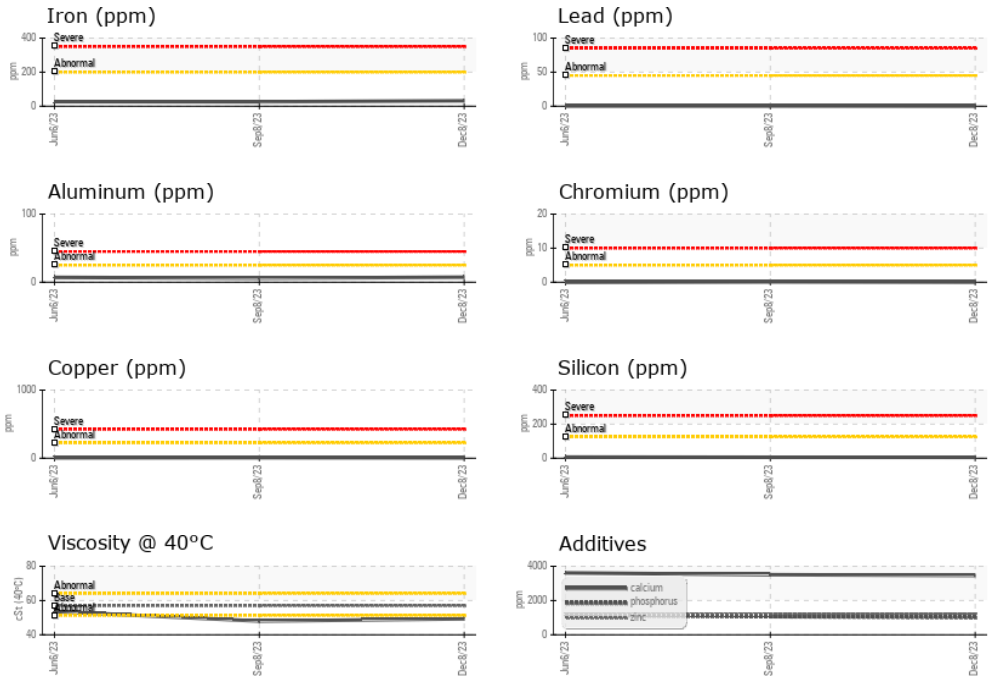 Iron (ppm)
400
200
0
ppm
Severe
Abnormal
Jun6/23
Sep8/23
Dec8/23
Lead (ppm)
100
50
0
ppm
Severe
Abnormal
Jun6/23
Sep8/23
Dec8/23
Aluminum (ppm)
100
0
ppm
Severe
Abnormal
Jun6/23
Sep8/23
Dec8/23
Chromium (ppm)
20
10
0
ppm
Severe
Abnormal
Jun6/23
Sep8/23
Dec8/23
Copper (ppm)
1000
0
ppm
Severe
Abnormal
Jun6/23
Sep8/23
Dec8/23
Silicon (ppm)
400
200
0
ppm
Severe
Abnormal
Jun6/23
Sep8/23
Dec8/23
Viscosity @ 40°C
80
60
40
cSt (40°C)
Abnormal
Base
Abnormal
Jun6/23
Sep8/23
Dec8/23
Additives
4000
2000
0
ppm
calcium
phosphorus
zinc
Jun6/23
Sep8/23
Dec8/23